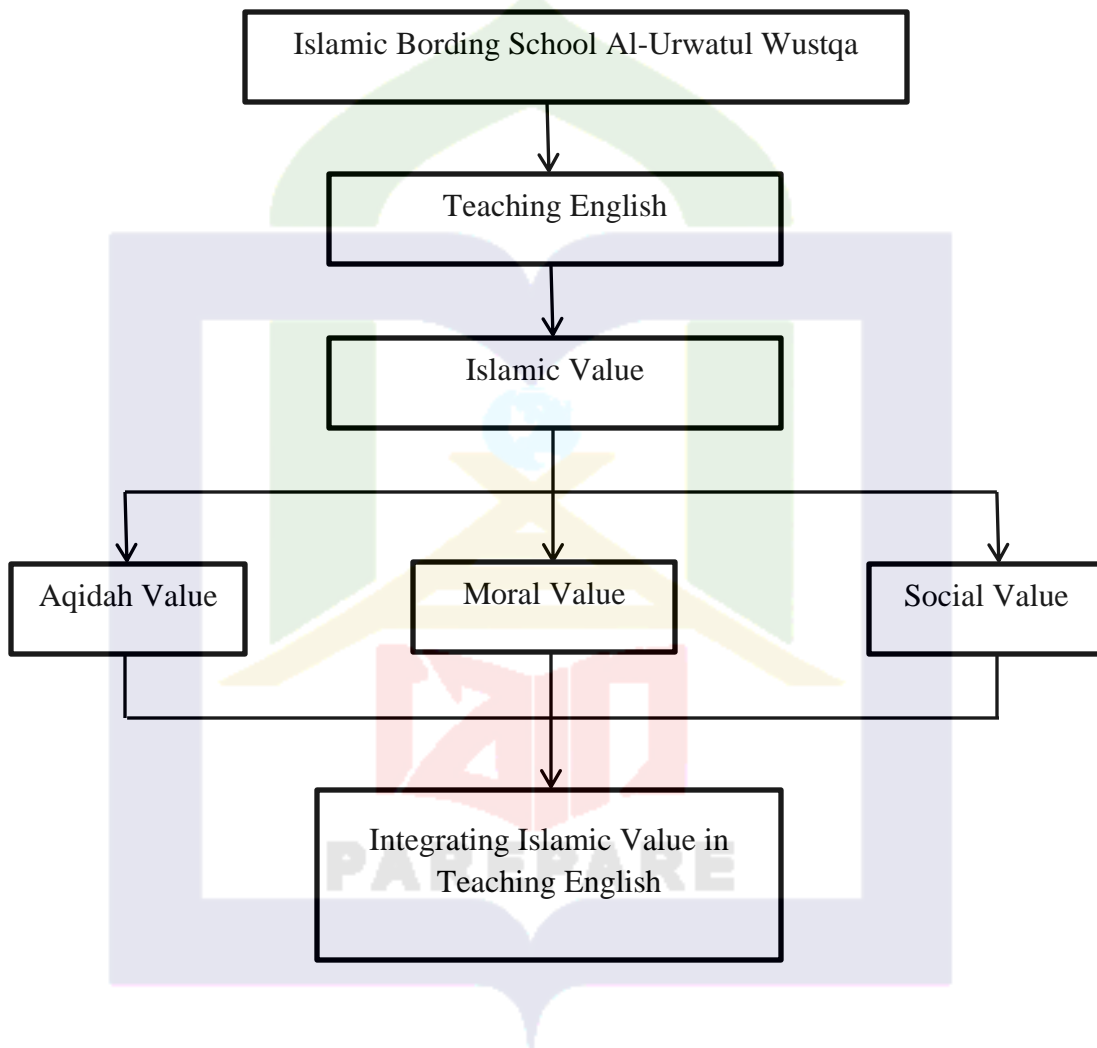 Islamic Bording School Al-Urwatul Wustqa
Teaching English
Islamic Value
Aqidah Value
Moral Value
Social Value
Integrating Islamic Value in
Teaching English
PAREPARE